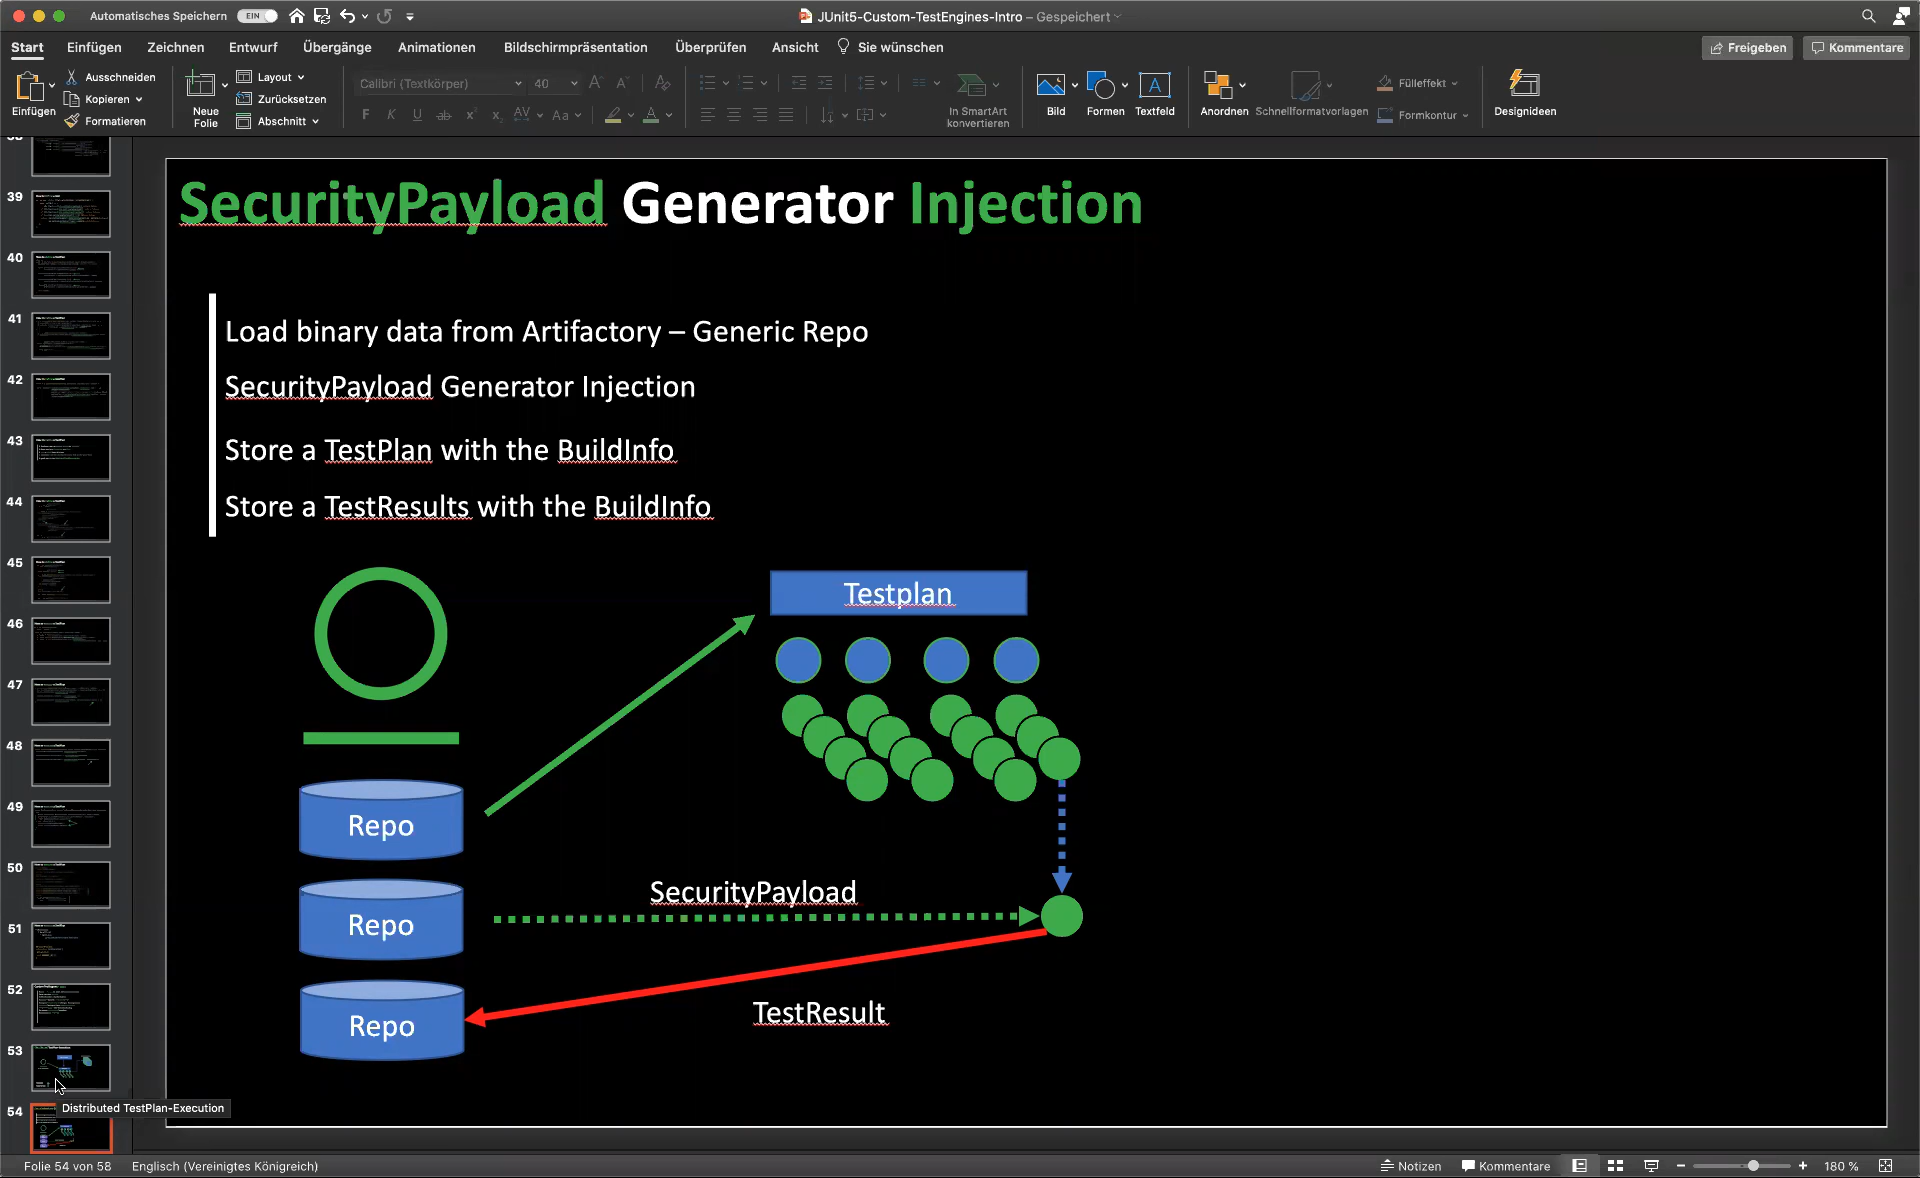 Automatisches Speichern EIN JUnit5-Custom-TestEngines-Intro – Gespeichert
Start Einfügen Zeichnen Entwurf Übergänge Animationen Bildschirmpräsentation Überprüfen Ansicht Sie wünschen Freigeben Kommentare
Einfügen
Ausschneiden
Kopieren
Formatieren
Neue
Folie
Layout
Zurücksetzen
Abschnitt
Calibri (Textkörper) 40
F K U ab x x AV Aa A
In SmartArt
konvertieren
Bild
Formen
Textfeld
Anordnen
Schnellformatvorlagen
Fülleffekt
Formkontur
Designideen
SecurityPayload Generator Injection
Load binary data from Artifactory – Generic Repo
SecurityPayload Generator Injection
Store a TestPlan with the BuildInfo
Store a TestResults with the BuildInfo
Testplan
Repo
SecurityPayload
Repo
TestResult
Repo
39
40
41
42
43
44
45
46
47
48
49
50
51
52
53
54
Distributed TestPlan-Execution
Folie 54 von 58 Englisch (Vereinigtes Königreich) Notizen Kommentare 180 %